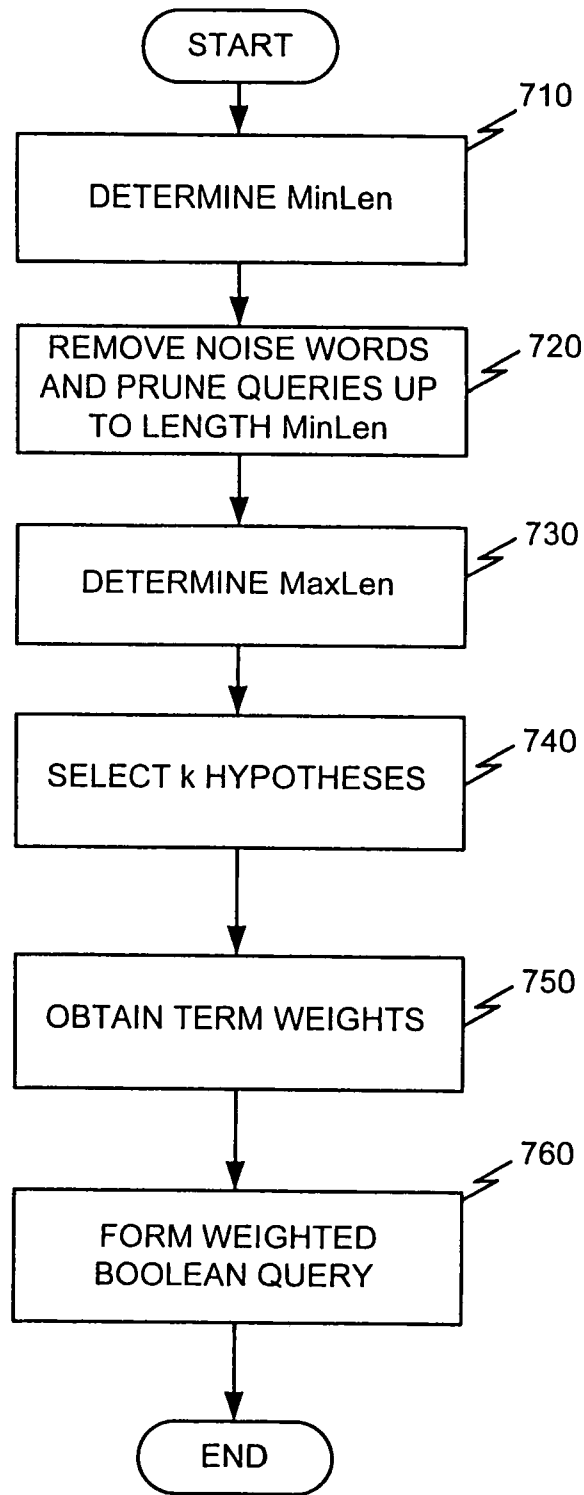 START
710
DETERMINE MinLen
720
REMOVE NOISE WORDS
AND PRUNE QUERIES UP
TO LENGTH MinLen
730
DETERMINE MaxLen
740
SELECT k HYPOTHESES
750
OBTAIN TERM WEIGHTS
760
FORM WEIGHTED
BOOLEAN QUERY
END